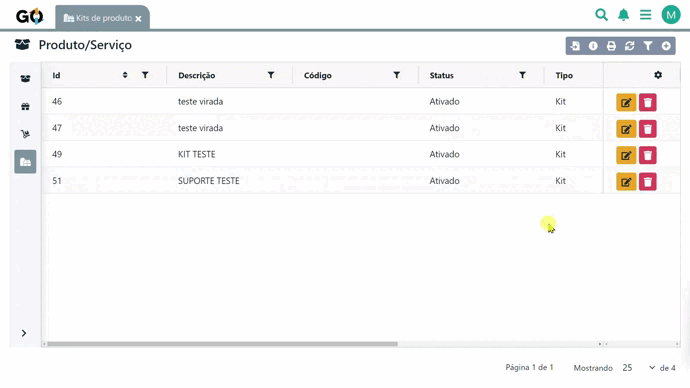 GO Kits de produto M
Produto/Serviço
Id Descrição Código Status Tipo
46 teste virada Ativado Kit
47 teste virada Ativado Kit
49 KIT TESTE Ativado Kit
51 SUPORTE TESTE Ativado Kit
Página 1 de 1 Mostrando 25 de 4